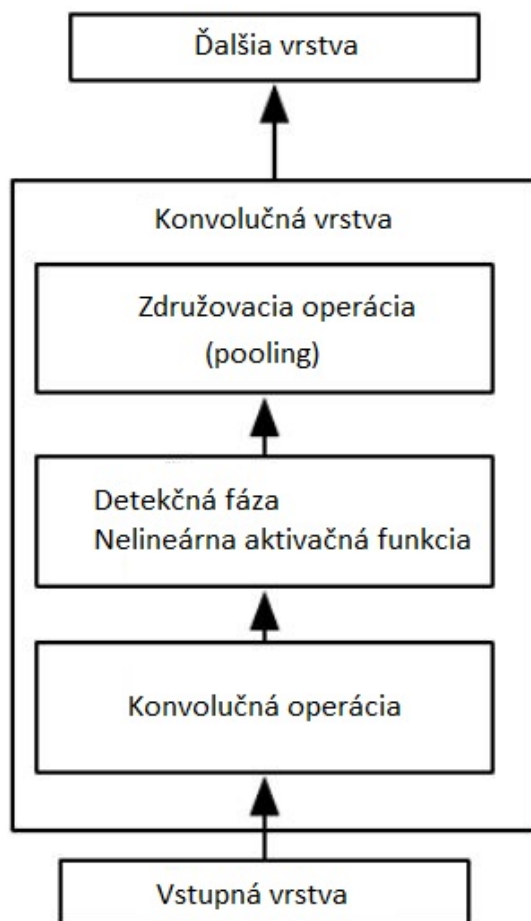 Ďalšia vrstva
Konvolučná vrstva
Združovacia operácia
(pooling)
Detekčná fáza
Nelineárna aktivačná funkcia
Konvolučná operácia
Vstupná vrstva